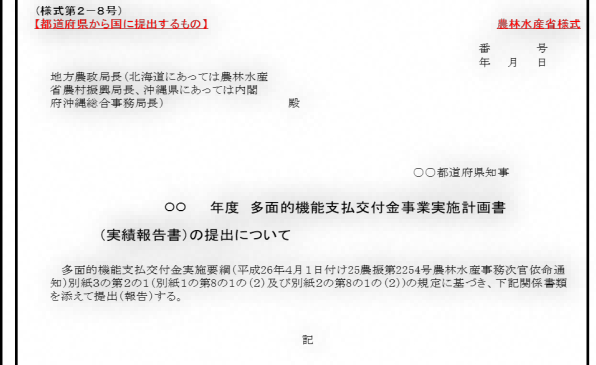 (様式第2－8号)
【都道府県から国に提出するもの】 農林水産省様式
番　　号
年　月　日
地方農政局長(北海道にあっては農林水産
省農村振興局長、沖縄県にあっては内閣
府沖縄総合事務局長)　殿
○○都道府県知事
○○　年度　多面的機能支払交付金事業実施計画書
(実績報告書)の提出について
多面的機能支払交付金実施要綱(平成26年4月1日付け25農振第2254号農林水産事務次官依命通
知)別紙3の第2の1(別紙1の第8の1の(2)及び別紙2の第8の1の(2))の規定に基づき、下記関係書類
を添えて提出(報告)する。
記